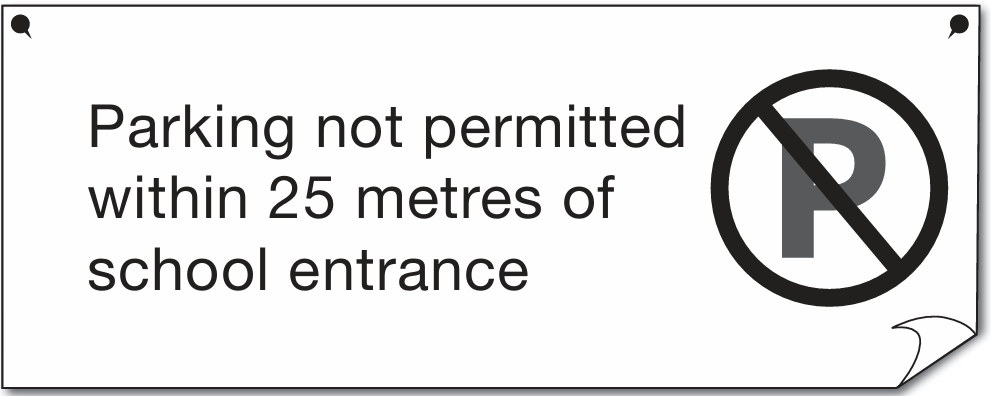 Parking not permitted
within 25 metres of
school entrance
P